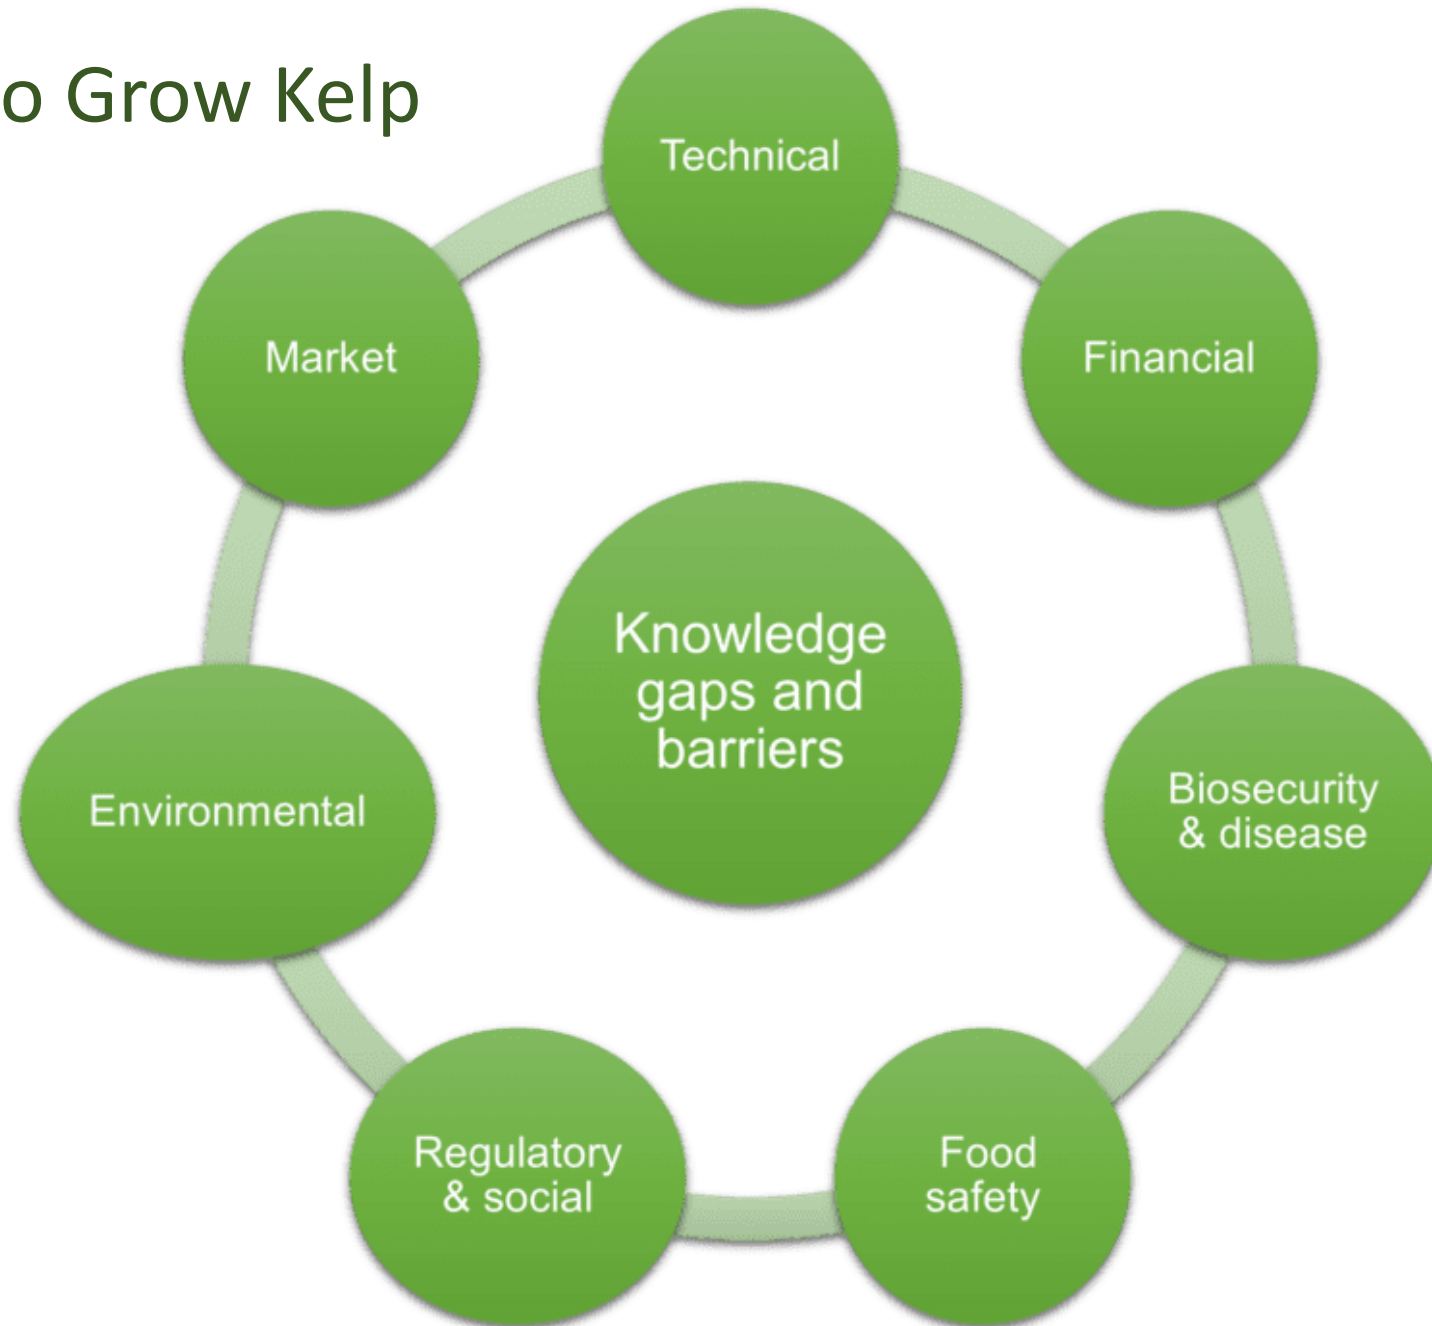 o Grow Kelp
Technical
Market
Financial
Knowledge
gaps and
barriers
Environmental
Biosecurity
& disease
Regulatory
& social
Food
safety